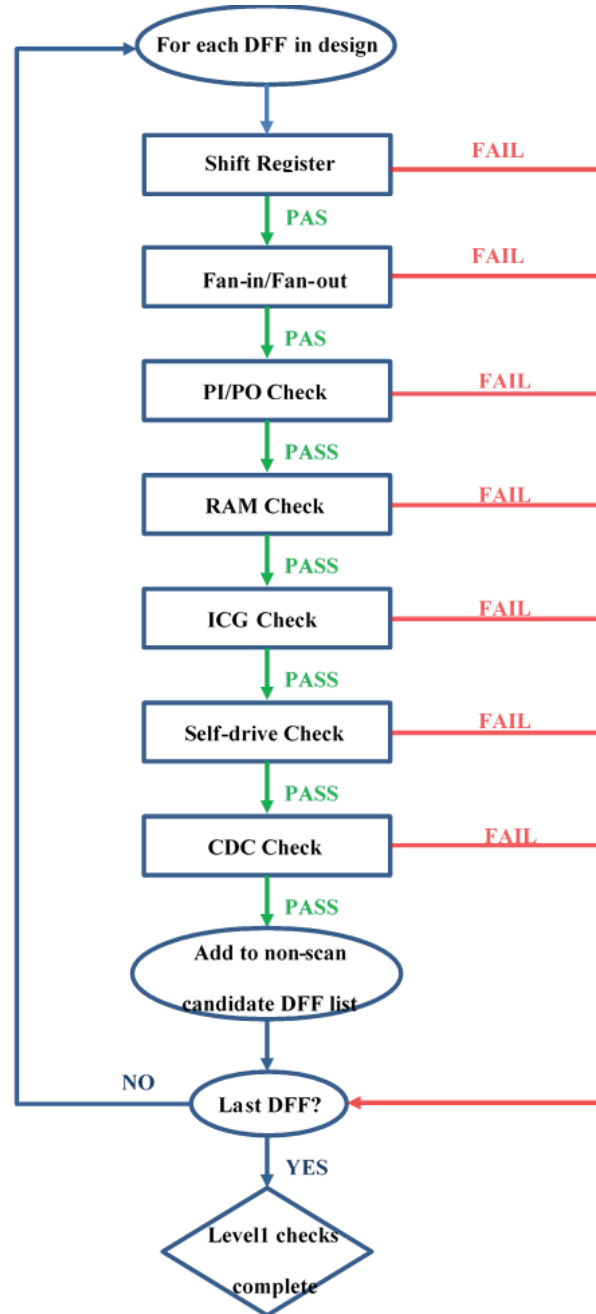 For each DFF in design
Shift Register
FAIL
PAS
Fan-in/Fan-out
FAIL
PAS
PI/PO Check
FAIL
PASS
RAM Check
FAIL
PASS
ICG Check
FAIL
PASS
Self-drive Check
FAIL
PASS
CDC Check
FAIL
PASS
Add to non-scan
candidate DFF list
NO
Last DFF?
YES
Level1 checks
complete